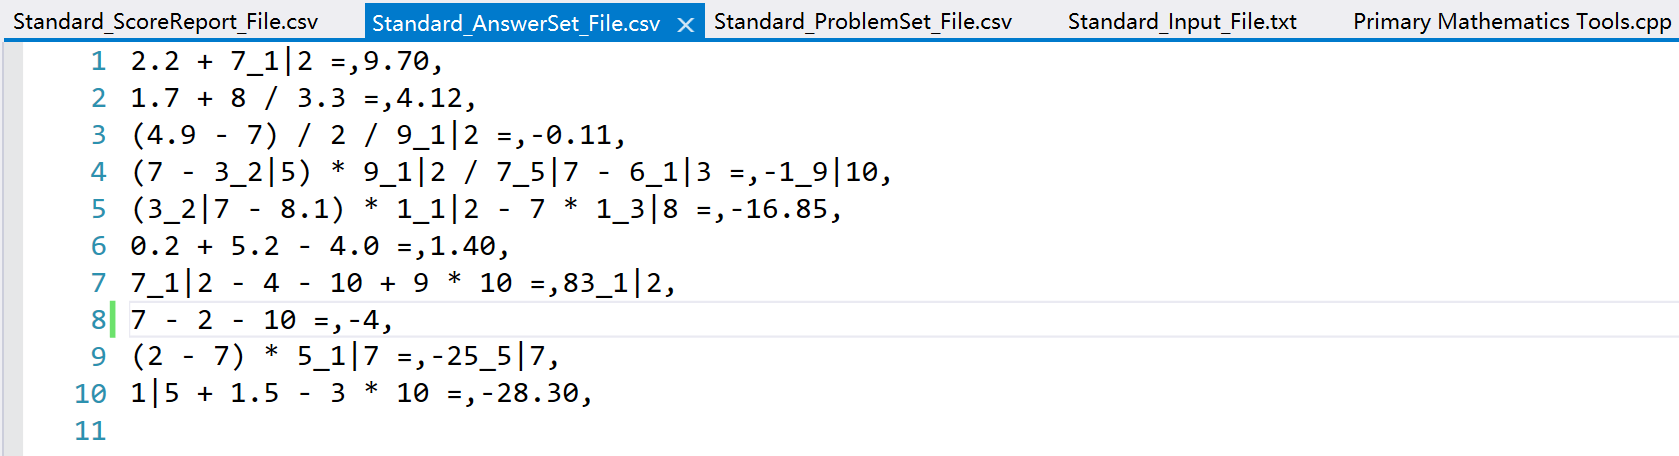 Standard_ScoreReport_File.csv Standard_AnswerSet_File.csv Standard_ProblemSet_File.csv Standard_Input_File.txt Primary Mathematics Tools.cpp
1 2.2 + 7_1|2 =,9.70,
2 1.7 + 8 / 3.3 =,4.12,
3 (4.9 - 7) / 2 / 9_1|2 =,-0.11,
4 (7 - 3_2|5) * 9_1|2 / 7_5|7 - 6_1|3 =,-1_9|10,
5 (3_2|7 - 8.1) * 1_1|2 - 7 * 1_3|8 =,-16.85,
6 0.2 + 5.2 - 4.0 =,1.40,
7 7_1|2 - 4 - 10 + 9 * 10 =,83_1|2,
8 7 - 2 - 10 =,-4,
9 (2 - 7) * 5_1|7 =,-25_5|7,
10 1|5 + 1.5 - 3 * 10 =,-28.30,
11